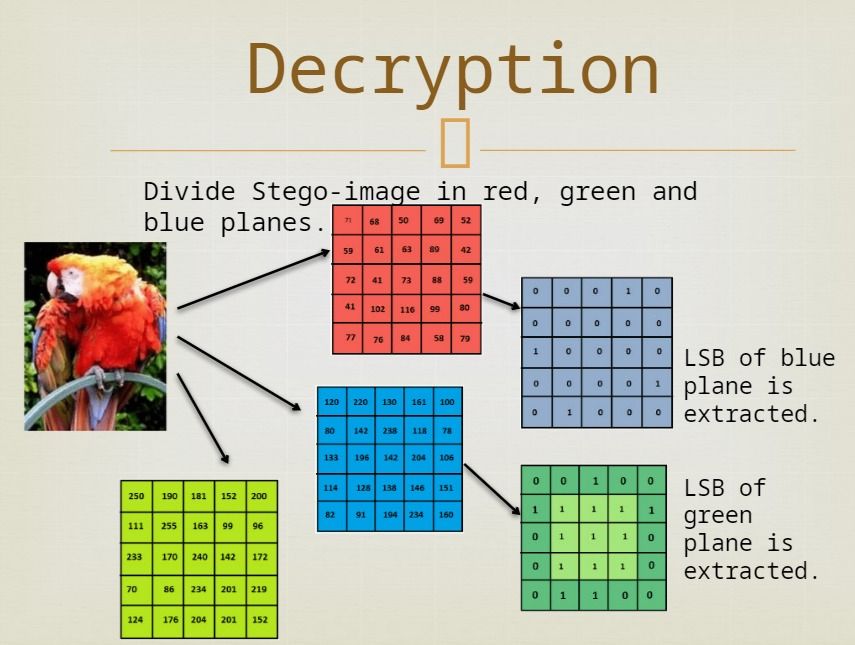 Decryption
Divide Stego-image in red, green and
blue planes.
71 68 50 69 52
59 61 63 89 42
72 41 73 88 59
41 102 116 99 80
77 76 84 58 79
0 0 0 1 0
0 0 0 0 0
1 0 0 0 0
0 0 0 0 1
0 1 0 0 0
LSB of blue
plane is
extracted.
120 220 130 161 100
80 142 238 118 78
133 196 142 204 106
114 128 138 146 151
82 91 194 234 160
250 190 181 152 200
111 255 163 99 96
233 170 240 142 172
70 86 234 201 219
124 176 204 201 152
0 0 1 0 0
1 1 1 1 1
0 1 1 1 0
0 1 1 1 0
0 1 1 0 0
LSB of
green
plane is
extracted.